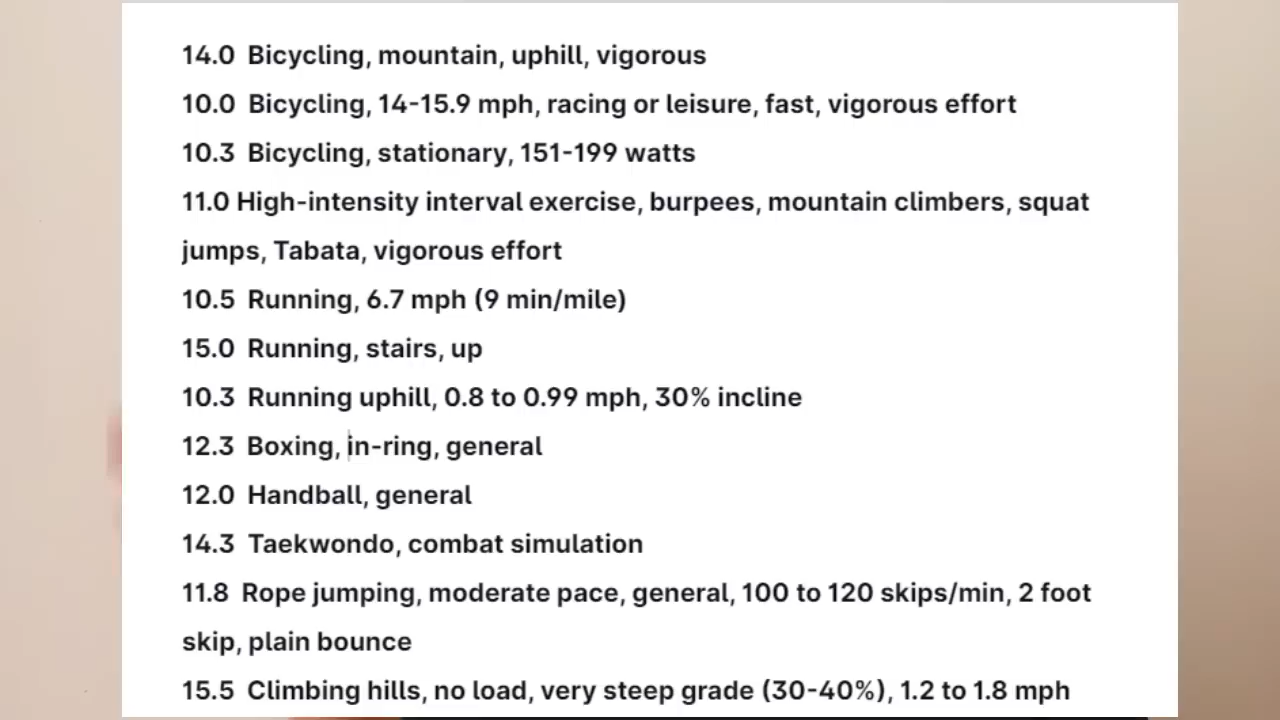 14.0 Bicycling, mountain, uphill, vigorous
10.0 Bicycling, 14-15.9 mph, racing or leisure, fast, vigorous effort
10.3 Bicycling, stationary, 151-199 watts
11.0 High-intensity interval exercise, burpees, mountain climbers, squat
jumps, Tabata, vigorous effort
10.5 Running, 6.7 mph (9 min/mile)
15.0 Running, stairs, up
10.3 Running uphill, 0.8 to 0.99 mph, 30% incline
12.3 Boxing, in-ring, general
12.0 Handball, general
14.3 Taekwondo, combat simulation
11.8 Rope jumping, moderate pace, general, 100 to 120 skips/min, 2 foot
skip, plain bounce
15.5 Climbing hills, no load, very steep grade (30-40%), 1.2 to 1.8 mph